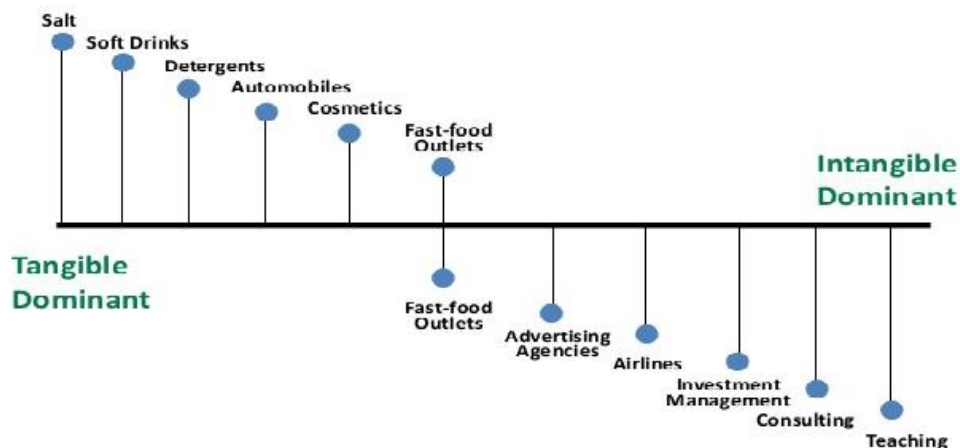 Salt
Soft Drinks
Detergents
Automobiles
Cosmetics
Fast-food
Outlets
Intangible
Dominant
Tangible
Dominant
Fast-food
Outlets
Advertising
Agencies
Airlines
Investment
Management
Consulting
Teaching